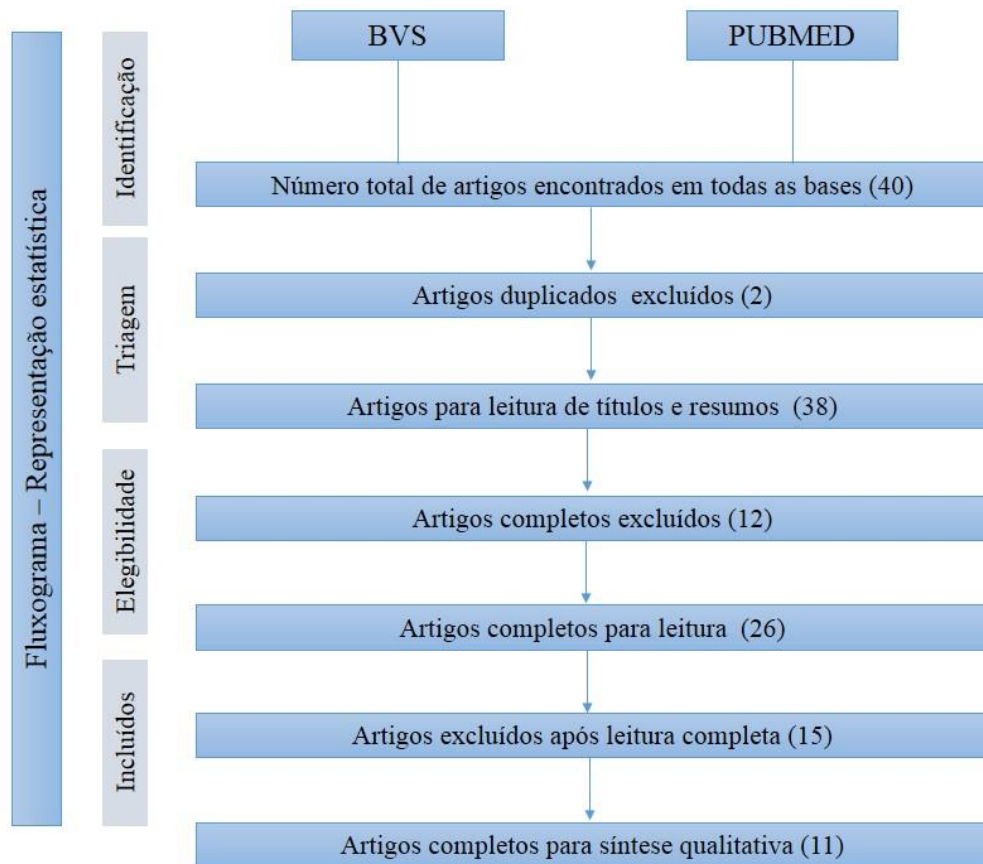 Fluxograma – Representação estatística
Identificação
BVS
PUBMED
Número total de artigos encontrados em todas as bases (40)
Triagem
Artigos duplicados excluídos (2)
Artigos para leitura de títulos e resumos (38)
Elegibilidade
Artigos completos excluídos (12)
Artigos completos para leitura (26)
Incluídos
Artigos excluídos após leitura completa (15)
Artigos completos para síntese qualitativa (11)